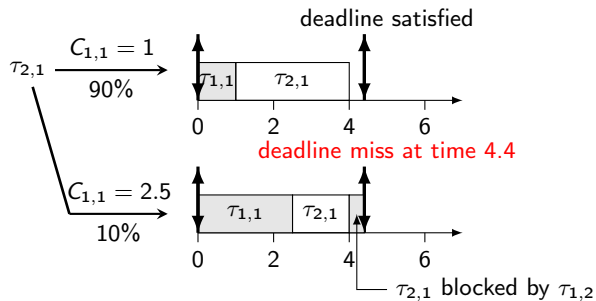 deadline satisfied
τ2,1
C1,1 = 1
90%
τ1,1
τ2,1
0
2
4
6
deadline miss at time 4.4
C1,1 = 2.5
10%
τ1,1
τ2,1
0
2
4
6
τ2,1 blocked by τ1,2